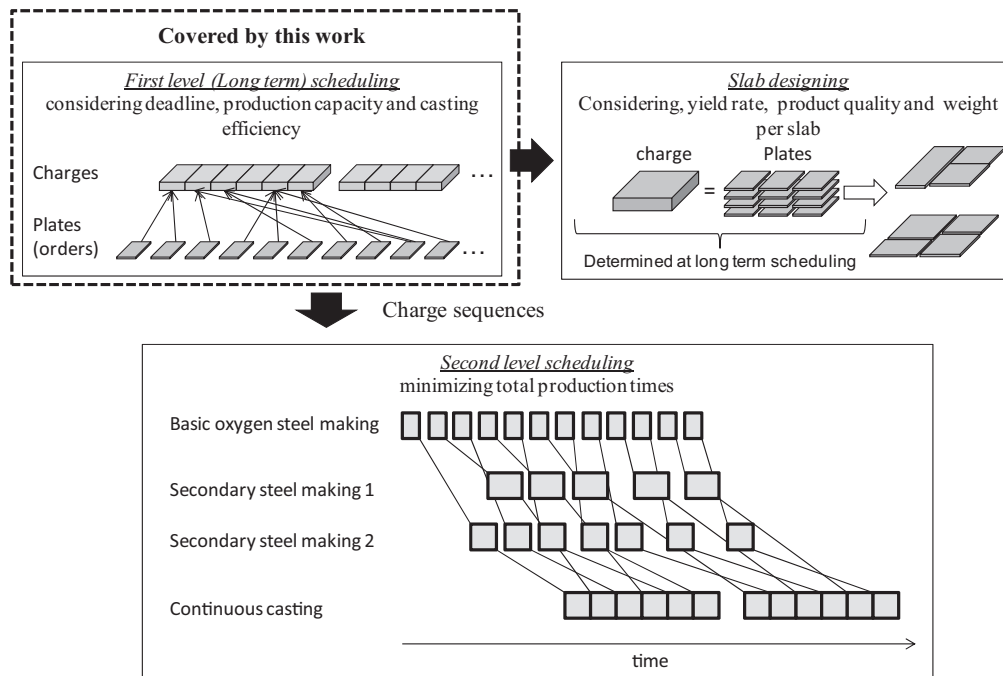 Covered by this work
First level (Long term) scheduling
considering deadline, production capacity and casting
efficiency
Charges
...
Plates
(orders)
...
Slab designing
Considering, yield rate, product quality and weight
per slab
charge
Plates
=
Determined at long term scheduling
Charge sequences
Second level scheduling
minimizing total production times
Basic oxygen steel making
Secondary steel making 1
Secondary steel making 2
Continuous casting
time